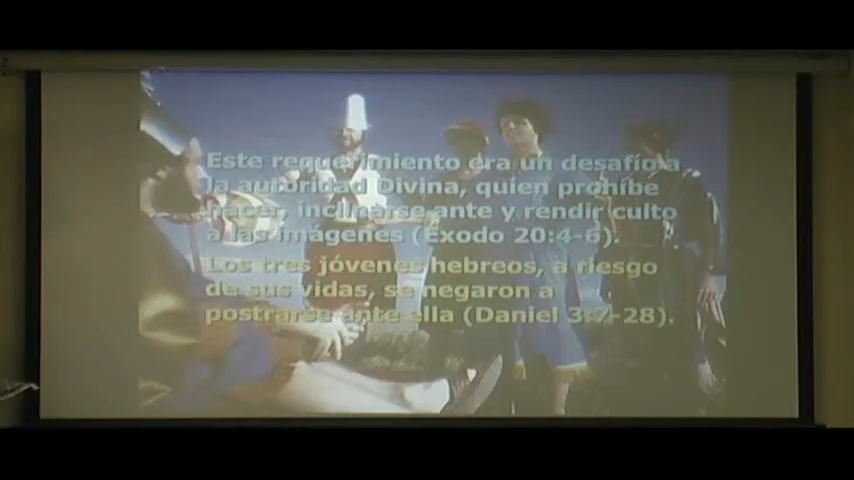 Este requerimiento era un desafío a
la autoridad Divina, quien prohíbe
hacer, inclinarse ante y rendir culto
a las imágenes (Exodo 20:4-6).
Los tres jóvenes hebreos, a riesgo
de sus vidas, se negaron a
postrarse ante ella (Daniel 3:7-28).